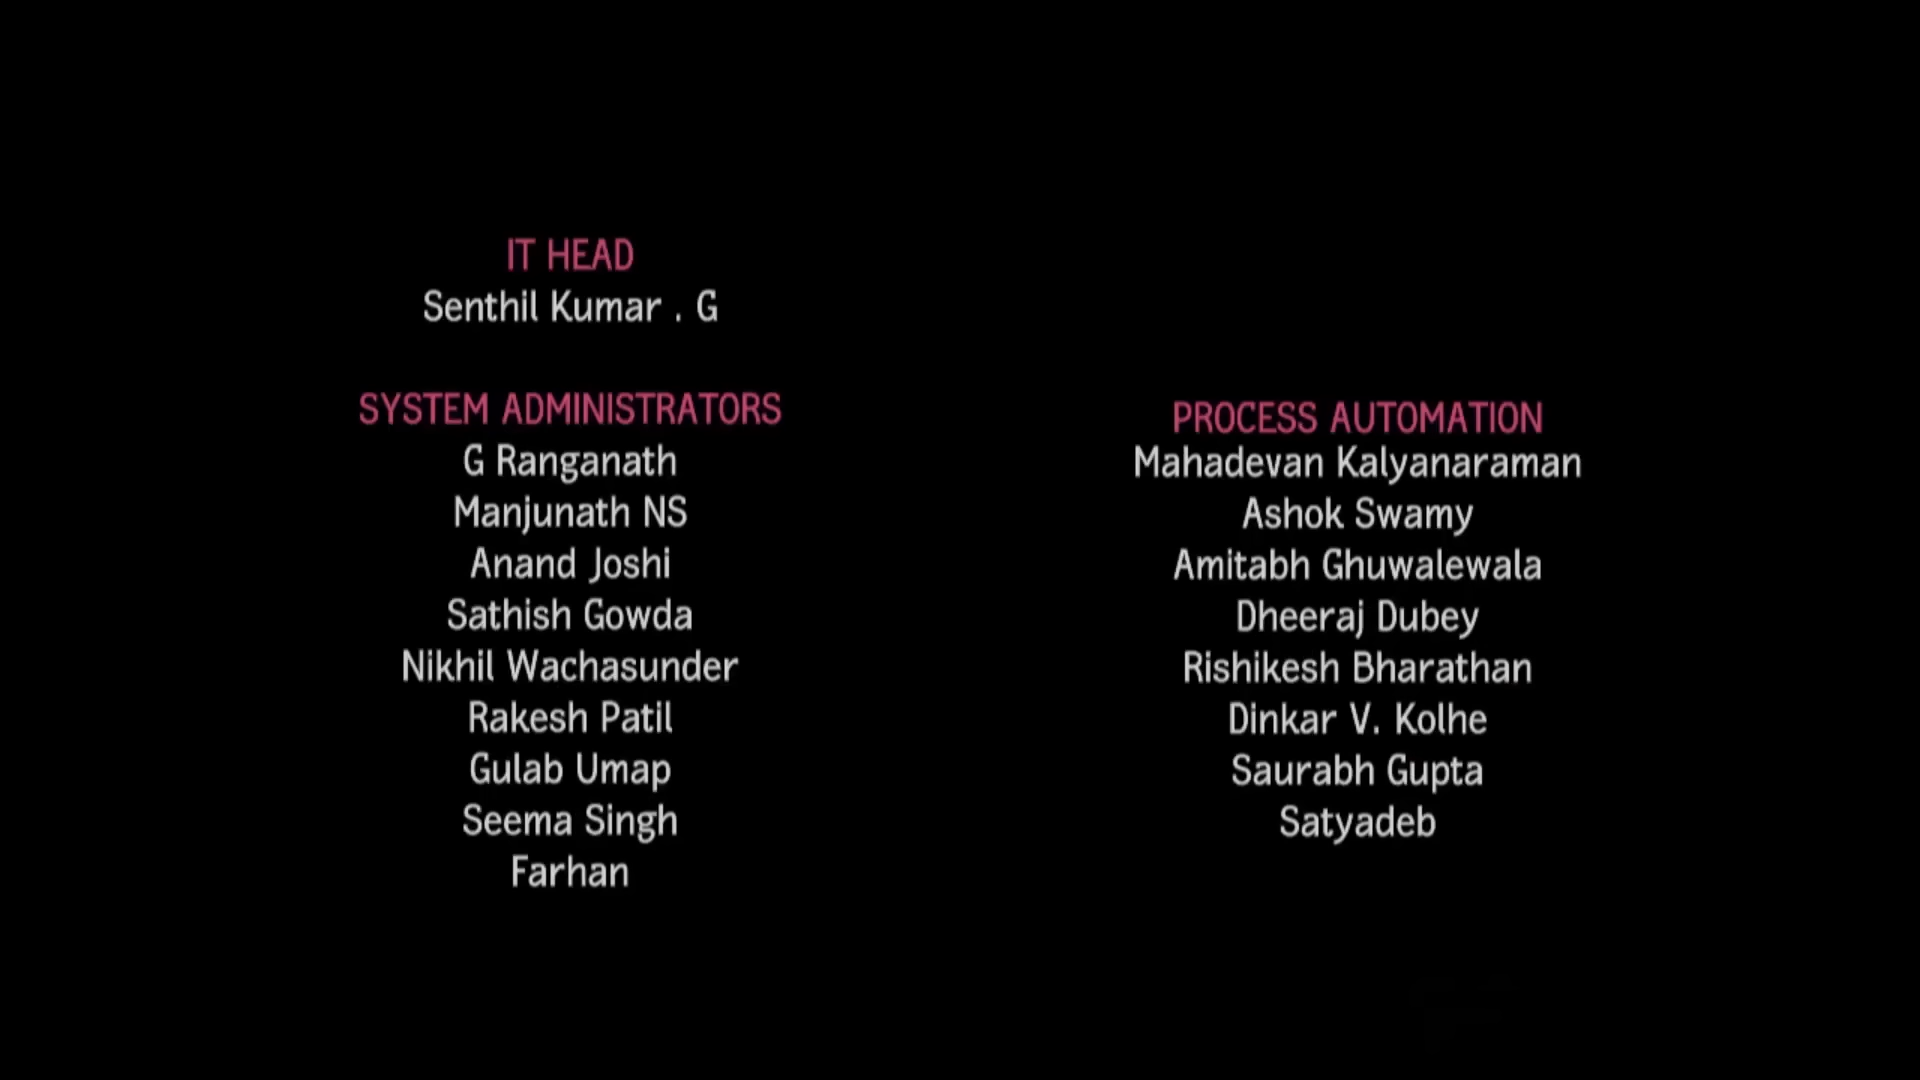 IT HEAD
Senthil Kumar . G
SYSTEM ADMINISTRATORS
G Ranganath
Manjunath NS
Anand Joshi
Sathish Gowda
Nikhil Wachasunder
Rakesh Patil
Gulab Umap
Seema Singh
Farhan
PROCESS AUTOMATION
Mahadevan Kalyanaraman
Ashok Swamy
Amitabh Ghuwalewala
Dheeraj Dubey
Rishikesh Bharathan
Dinkar V. Kolhe
Saurabh Gupta
Satyadeb